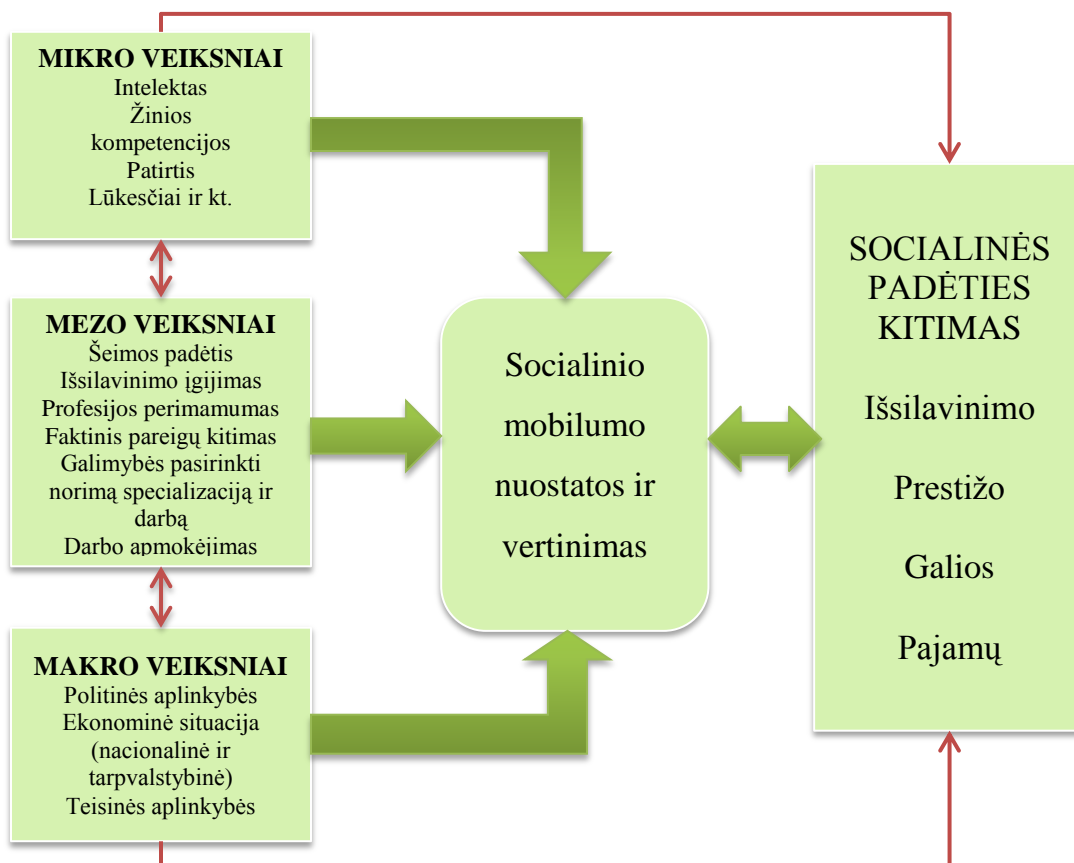 MIKRO VEIKSNIAI
Intelektas
Žinios
kompetencijos
Patirtis
Lūkesčiai ir kt.
MEZO VEIKSNIAI
Šeimos padėtis
Išsilavinimo įgijimas
Profesijos perimamumas
Faktinis pareigų kitimas
Galimybės pasirinkti
norimą specializaciją ir
darbą
Darbo apmokėjimas
MAKRO VEIKSNIAI
Politinės aplinkybės
Ekonominė situacija
(nacionalinė ir
tarpvalstybinė)
Teisinės aplinkybės
Socialinio
mobilumo
nuostatos ir
vertinimas
SOCIALINĖS
PADĖTIES
KITIMAS
Išsilavinimo
Prestižo
Galios
Pajamų